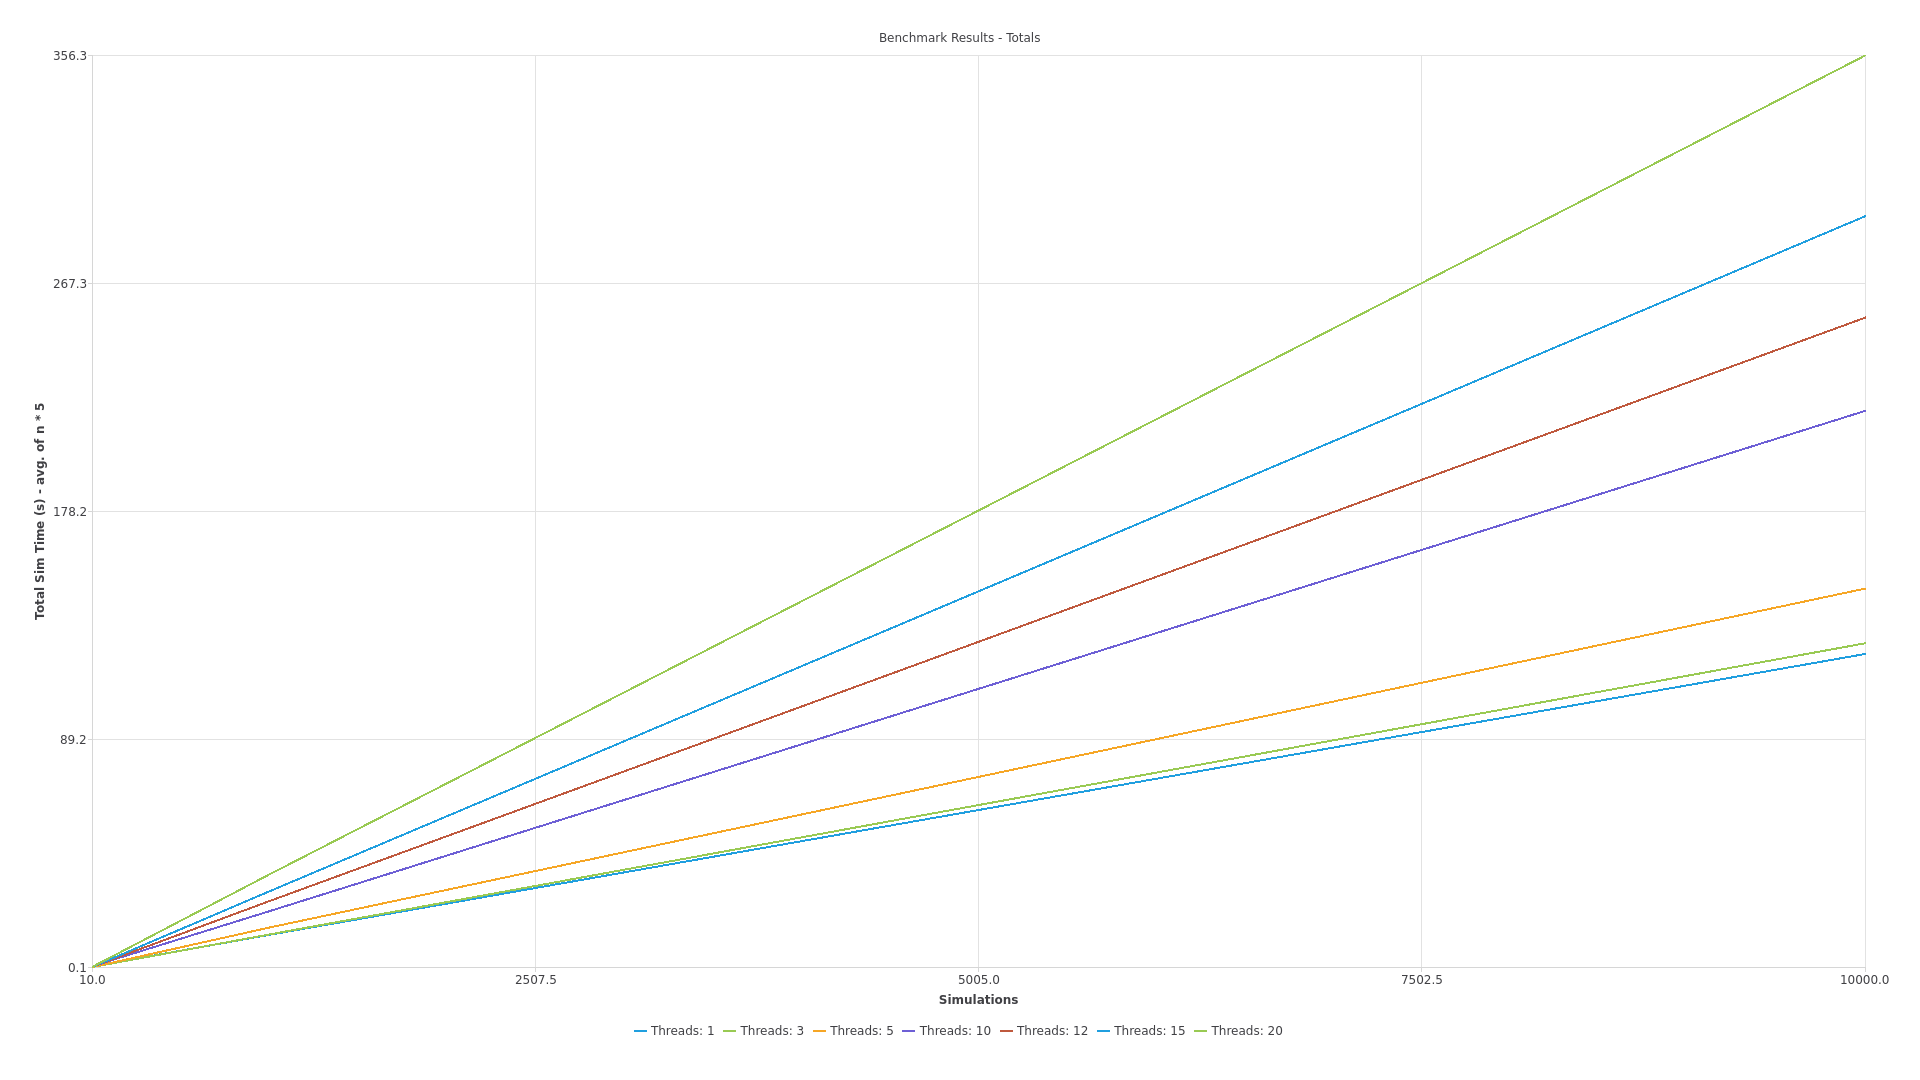 Benchmark Results - Totals
356.3
267.3
178.2
89.2
0.1
Total Sim Time (s) - avg. of n * 5
10.0 2507.5 5005.0 7502.5 10000.0
Simulations
Threads: 1 Threads: 3 Threads: 5 Threads: 10 Threads: 12 Threads: 15 Threads: 20